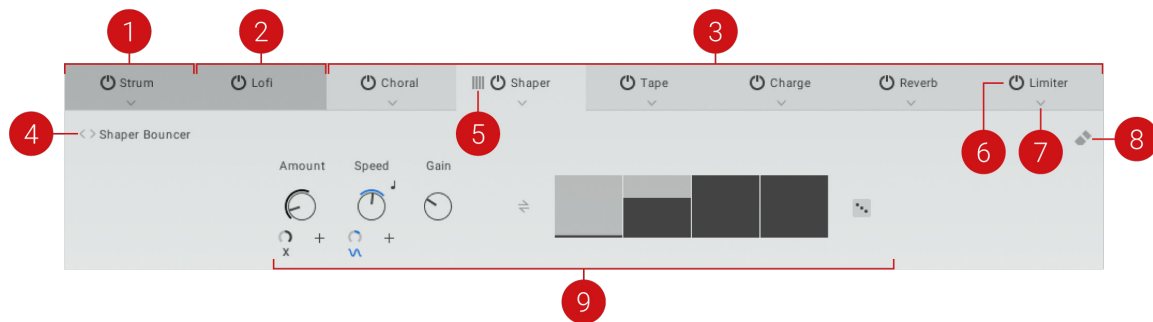 1 2 3
Strum Lofi Choral Shaper Tape Charge Reverb Limiter
4 5 6 7 8
< > Shaper Bouncer
Amount Speed Gain
+ +
X
9